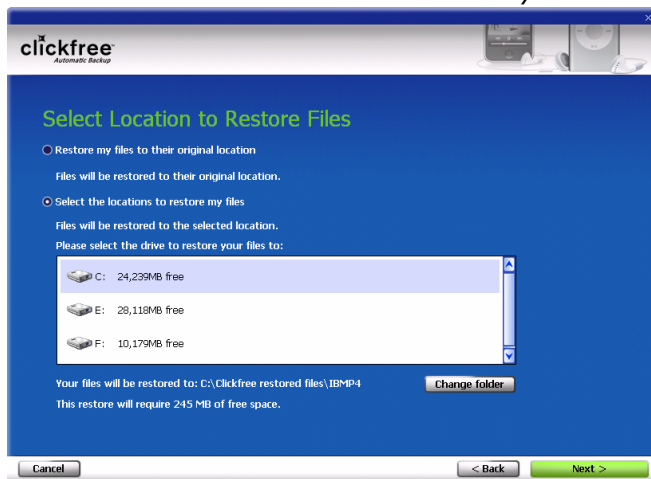 clickfree
Automatic Backup
Select Location to Restore Files
Restore my files to their original location
Files will be restored to their original location.
Select the locations to restore my files
Files will be restored to the selected location.
Please select the drive to restore your files to:
C: 24,239MB free
E: 28,118MB free
F: 10,179MB free
Your files will be restored to: C:\Clickfree restored files\IBMP4
Change folder
This restore will require 245 MB of free space.
Cancel
< Back
Next >